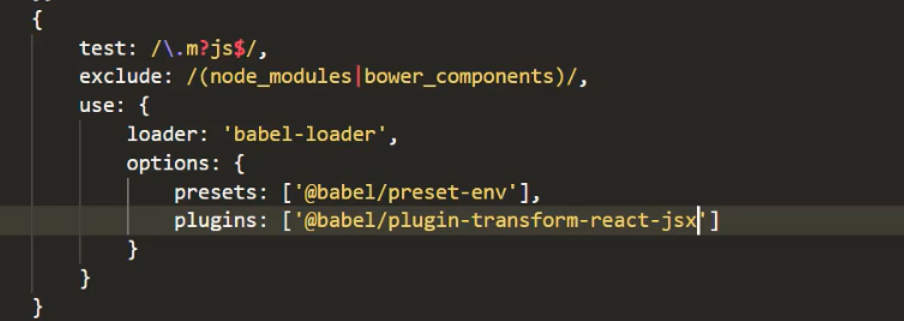 {
test: /\.m?js$/,
exclude: /(node_modules|bower_components)/,
use: {
loader: 'babel-loader',
options: {
presets: ['@babel/preset-env'],
plugins: ['@babel/plugin-transform-react-jsx']
}
}
}